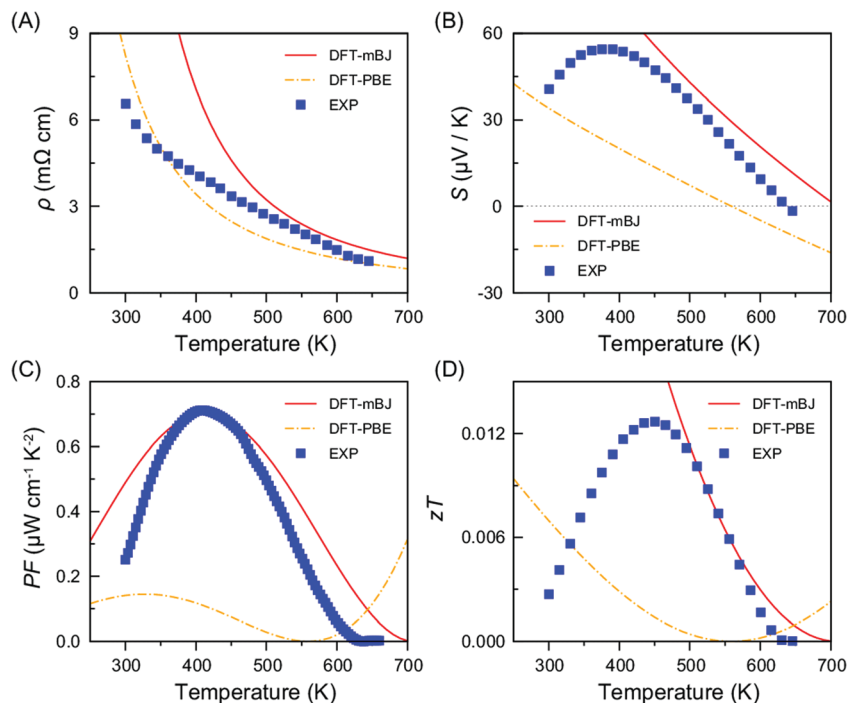 (A)
9
6
3
0
ρ (mΩ cm)
DFT-mBJ
DFT-PBE
EXP
300 400 500 600 700
Temperature (K)
(B)
60
30
0
-30
S (μV / K)
DFT-mBJ
DFT-PBE
EXP
300 400 500 600 700
Temperature (K)
(C)
0.8
0.6
0.4
0.2
0.0
PF (μW cm⁻¹ K⁻²)
DFT-mBJ
DFT-PBE
EXP
300 400 500 600 700
Temperature (K)
(D)
0.012
0.006
0.000
zT
DFT-mBJ
DFT-PBE
EXP
300 400 500 600 700
Temperature (K)